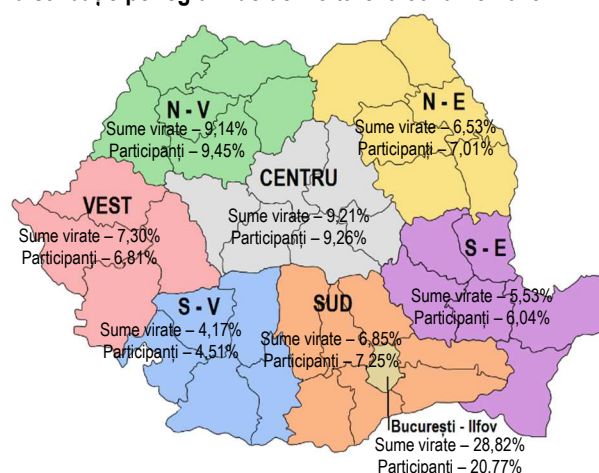 N - V
Sume virate – 9,14%
Participanți – 9,45%
N - E
Sume virate – 6,53%
Participanți – 7,01%
CENTRU
Sume virate – 9,21%
Participanți – 9,26%
VEST
Sume virate – 7,30%
Participanți – 6,81%
S - E
Sume virate – 5,53%
Participanți – 6,04%
S - V
Sume virate – 4,17%
Participanți – 4,51%
SUD
Sume virate – 6,85%
Participanți – 7,25%
București - Ilfov
Sume virate – 28,82%
Participanți – 20,77%